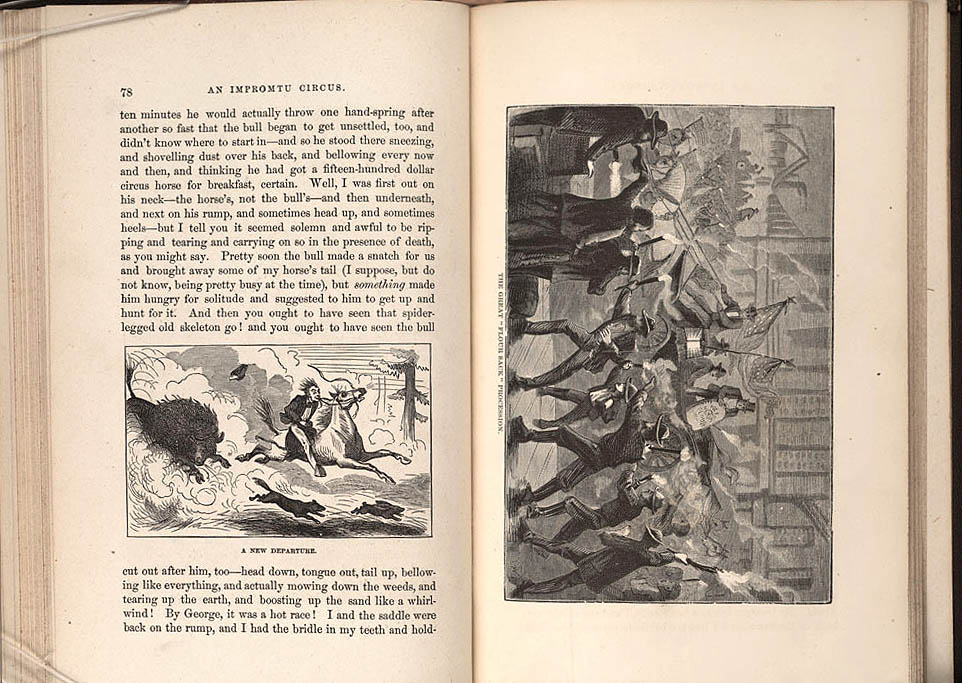 78
AN IMPROMTU CIRCUS.
ten minutes he would actually throw one hand-spring after
another so fast that the bull began to get unsettled, too, and
didn't know where to start in—and so he stood there sneezing,
and shovelling dust over his back, and bellowing every now
and then, and thinking he had got a fifteen-hundred dollar
circus horse for breakfast, certain. Well, I was first out on
his neck—the horse's, not the bull's—and then underneath,
and next on his rump, and sometimes head up, and sometimes
heels—but I tell you it seemed solemn and awful to be rip-
ping and tearing and carrying on so in the presence of death,
as you might say. Pretty soon the bull made a snatch for us
and brought away some of my horse's tail (I suppose, but do
not know, being pretty busy at the time), but something made
him hungry for solitude and suggested to him to get up and
hunt for it. And then you ought to have seen that spider-
legged old skeleton go! and you ought to have seen the bull
A NEW DEPARTURE.
cut out after him, too—head down, tongue out, tail up, bellow-
ing like everything, and actually mowing down the weeds, and
tearing up the earth, and boosting up the sand like a whirl-
wind! By George, it was a hot race! I and the saddle were
back on the rump, and I had the bridle in my teeth and hold-
THE GREAT "FLOUR SACK" PROCESSION.